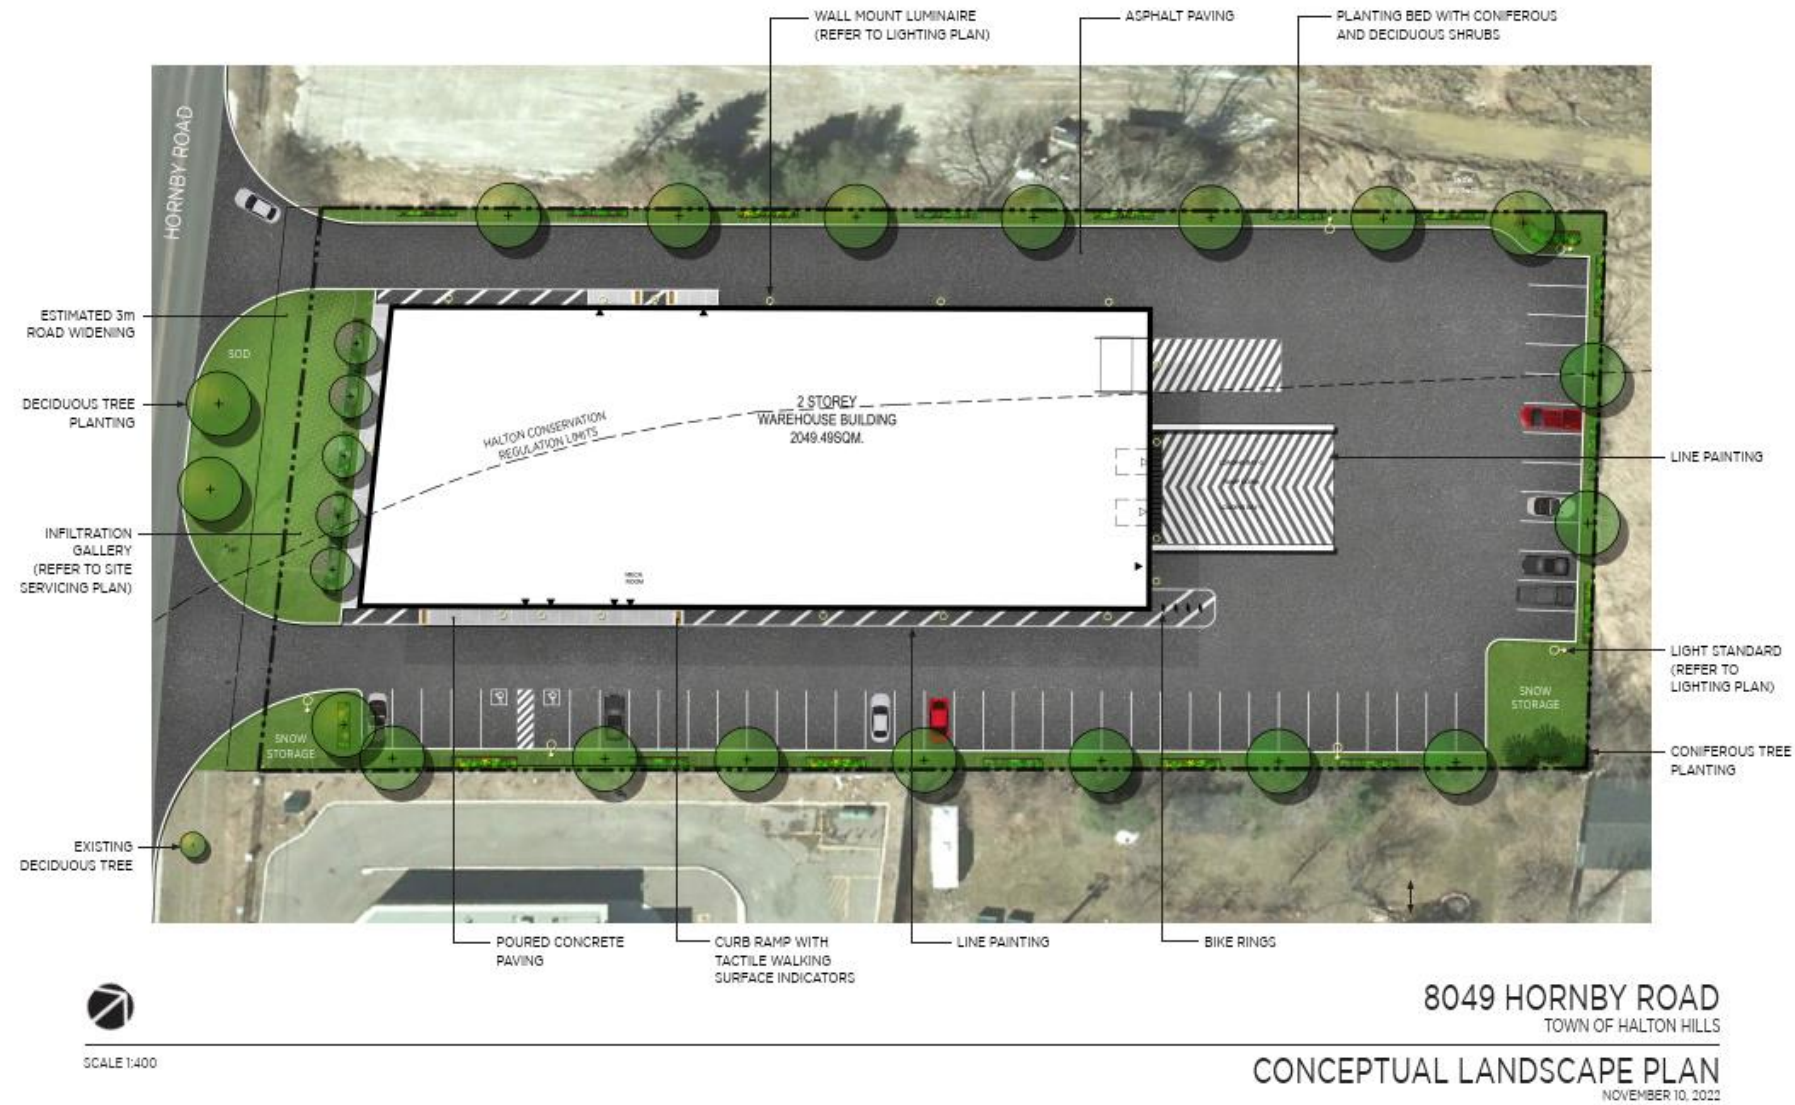 WALL MOUNT LUMINAIRE
(REFER TO LIGHTING PLAN)
ASPHALT PAVING
PLANTING BED WITH CONIFEROUS
AND DECIDUOUS SHRUBS
HORNBY ROAD
ESTIMATED 3m
ROAD WIDENING
SOD
DECIDUOUS TREE
PLANTING
2 STOREY
WAREHOUSE BUILDING
2049.49SQM.
HALTON CONSERVATION
REGULATION LIMITS
LINE PAINTING
INFILTRATION
GALLERY
(REFER TO SITE
SERVICING PLAN)
MECH.
ROOM
LIGHT STANDARD
(REFER TO
LIGHTING PLAN)
SNOW
STORAGE
SNOW
STORAGE
CONIFEROUS TREE
PLANTING
EXISTING
DECIDUOUS TREE
POURED CONCRETE
PAVING
CURB RAMP WITH
TACTILE WALKING
SURFACE INDICATORS
LINE PAINTING
BIKE RINGS
8049 HORNBY ROAD
TOWN OF HALTON HILLS
SCALE 1:400
CONCEPTUAL LANDSCAPE PLAN
NOVEMBER 10, 2022